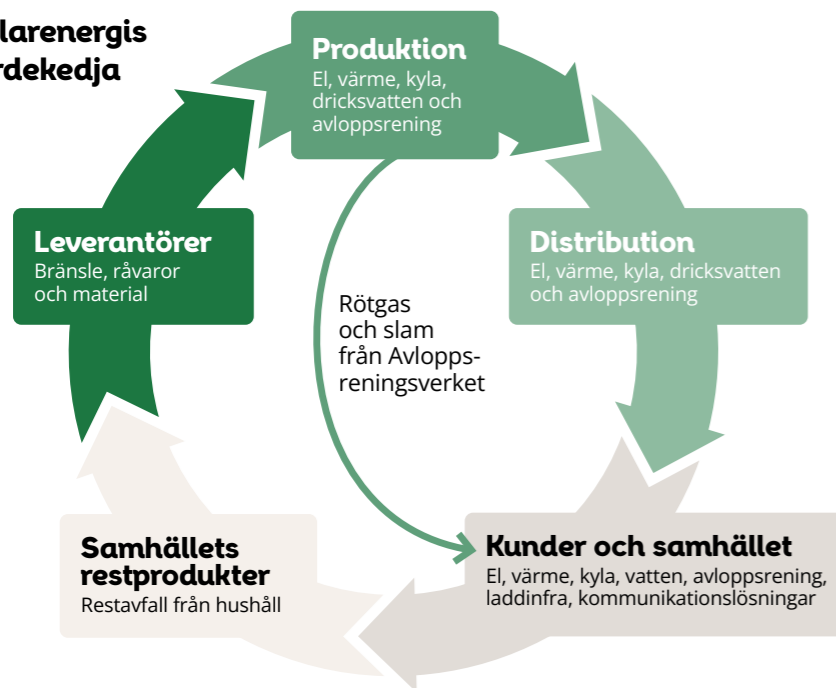 larenergis
rdekedja
Produktion
El, värme, kyla,
dricksvatten och
avloppsrening
Leverantörer
Bränsle, råvaror
och material
Distribution
El, värme, kyla, dricksvatten
och avloppsrening
Rötgas
och slam
från Avlopps-
reningsverket
Samhällets
restprodukter
Restavfall från hushåll
Kunder och samhället
El, värme, kyla, vatten, avloppsrening,
laddinfra, kommunikationslösningar